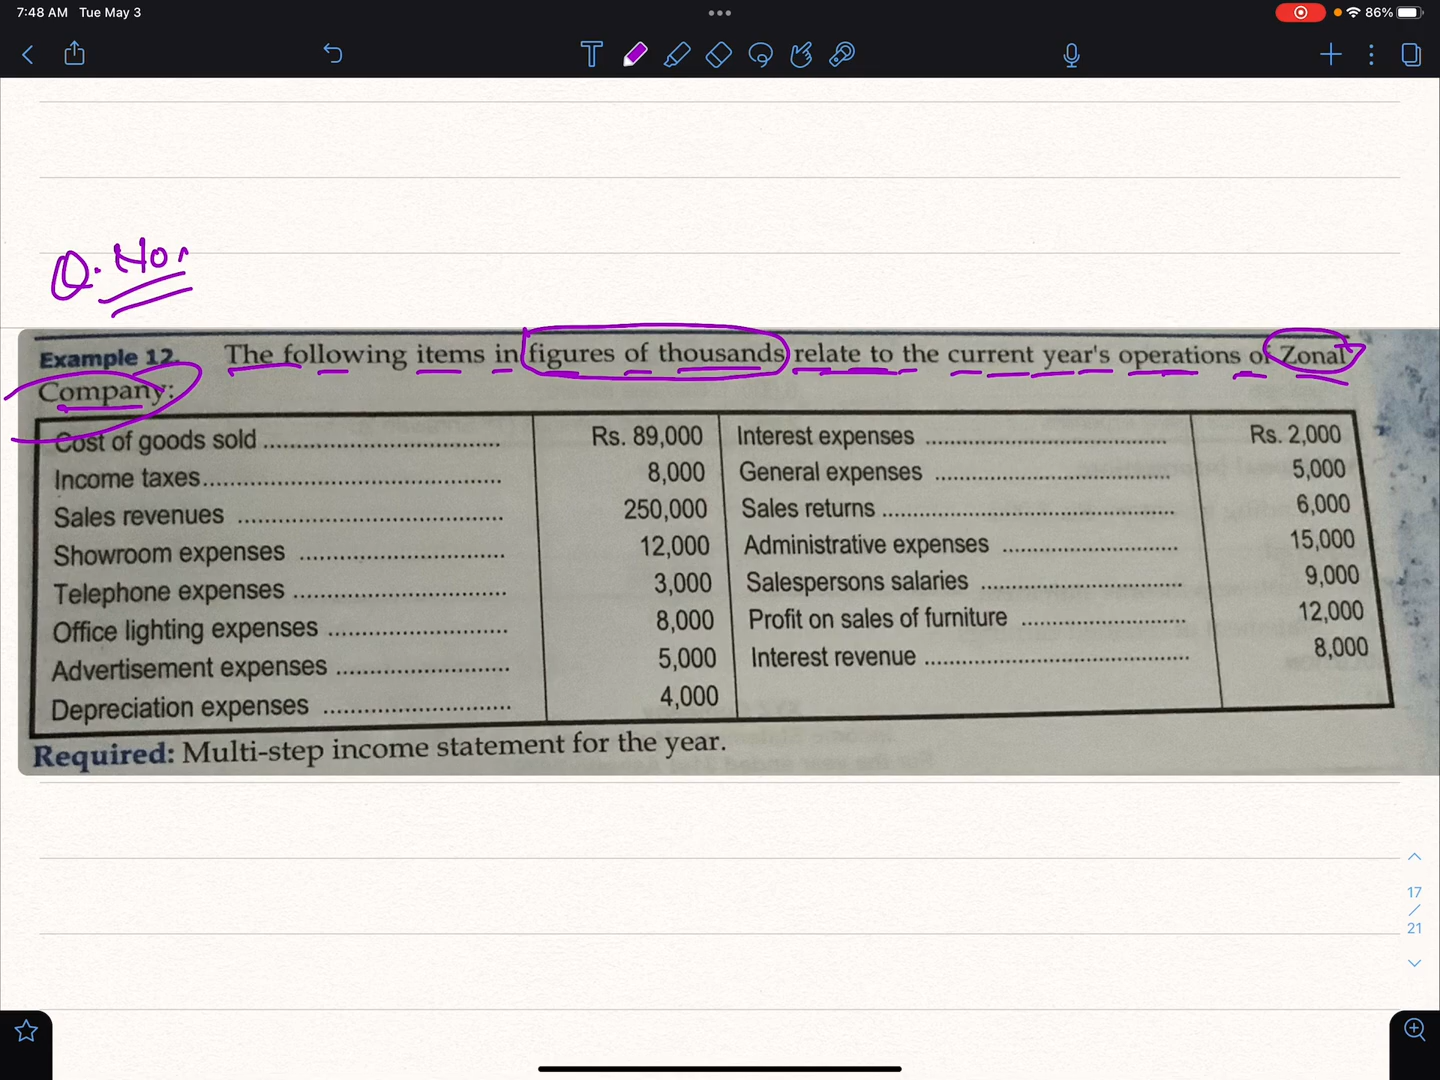 7:48 AM Tue May 3
86%
Q. No.
Example 12. The following items in figures of thousands relate to the current year's operations of Zonal
Company:
Cost of goods sold ........................................ Rs. 89,000 Interest expenses ........................................ Rs. 2,000
Income taxes.................................................. 8,000 General expenses ....................................... 5,000
Sales revenues ............................................ 250,000 Sales returns ................................................ 6,000
Showroom expenses .................................. 12,000 Administrative expenses ............................. 15,000
Telephone expenses .................................... 3,000 Salespersons salaries ................................. 9,000
Office lighting expenses .............................. 8,000 Profit on sales of furniture ........................... 12,000
Advertisement expenses ............................. 5,000 Interest revenue ........................................... 8,000
Depreciation expenses ............................... 4,000
Required: Multi-step income statement for the year.
17
/
21